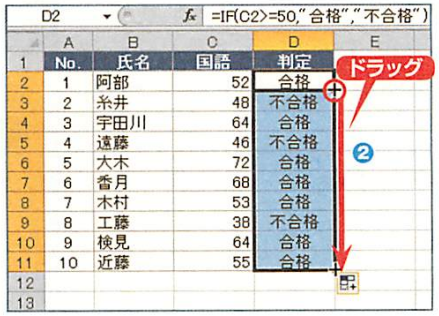 D2 fx =IF(C2>=50,"合格","不合格")
A B C D E
1 No. 氏名 国語 判定
ドラッグ
2 1 阿部 52 合格
3 2 糸井 48 不合格
4 3 宇田川 64 合格
5 4 遠藤 46 不合格
❷
6 5 大木 72 合格
7 6 香月 68 合格
8 7 木村 53 合格
9 8 工藤 38 不合格
10 9 検見 64 合格
11 10 近藤 55 合格
12
13